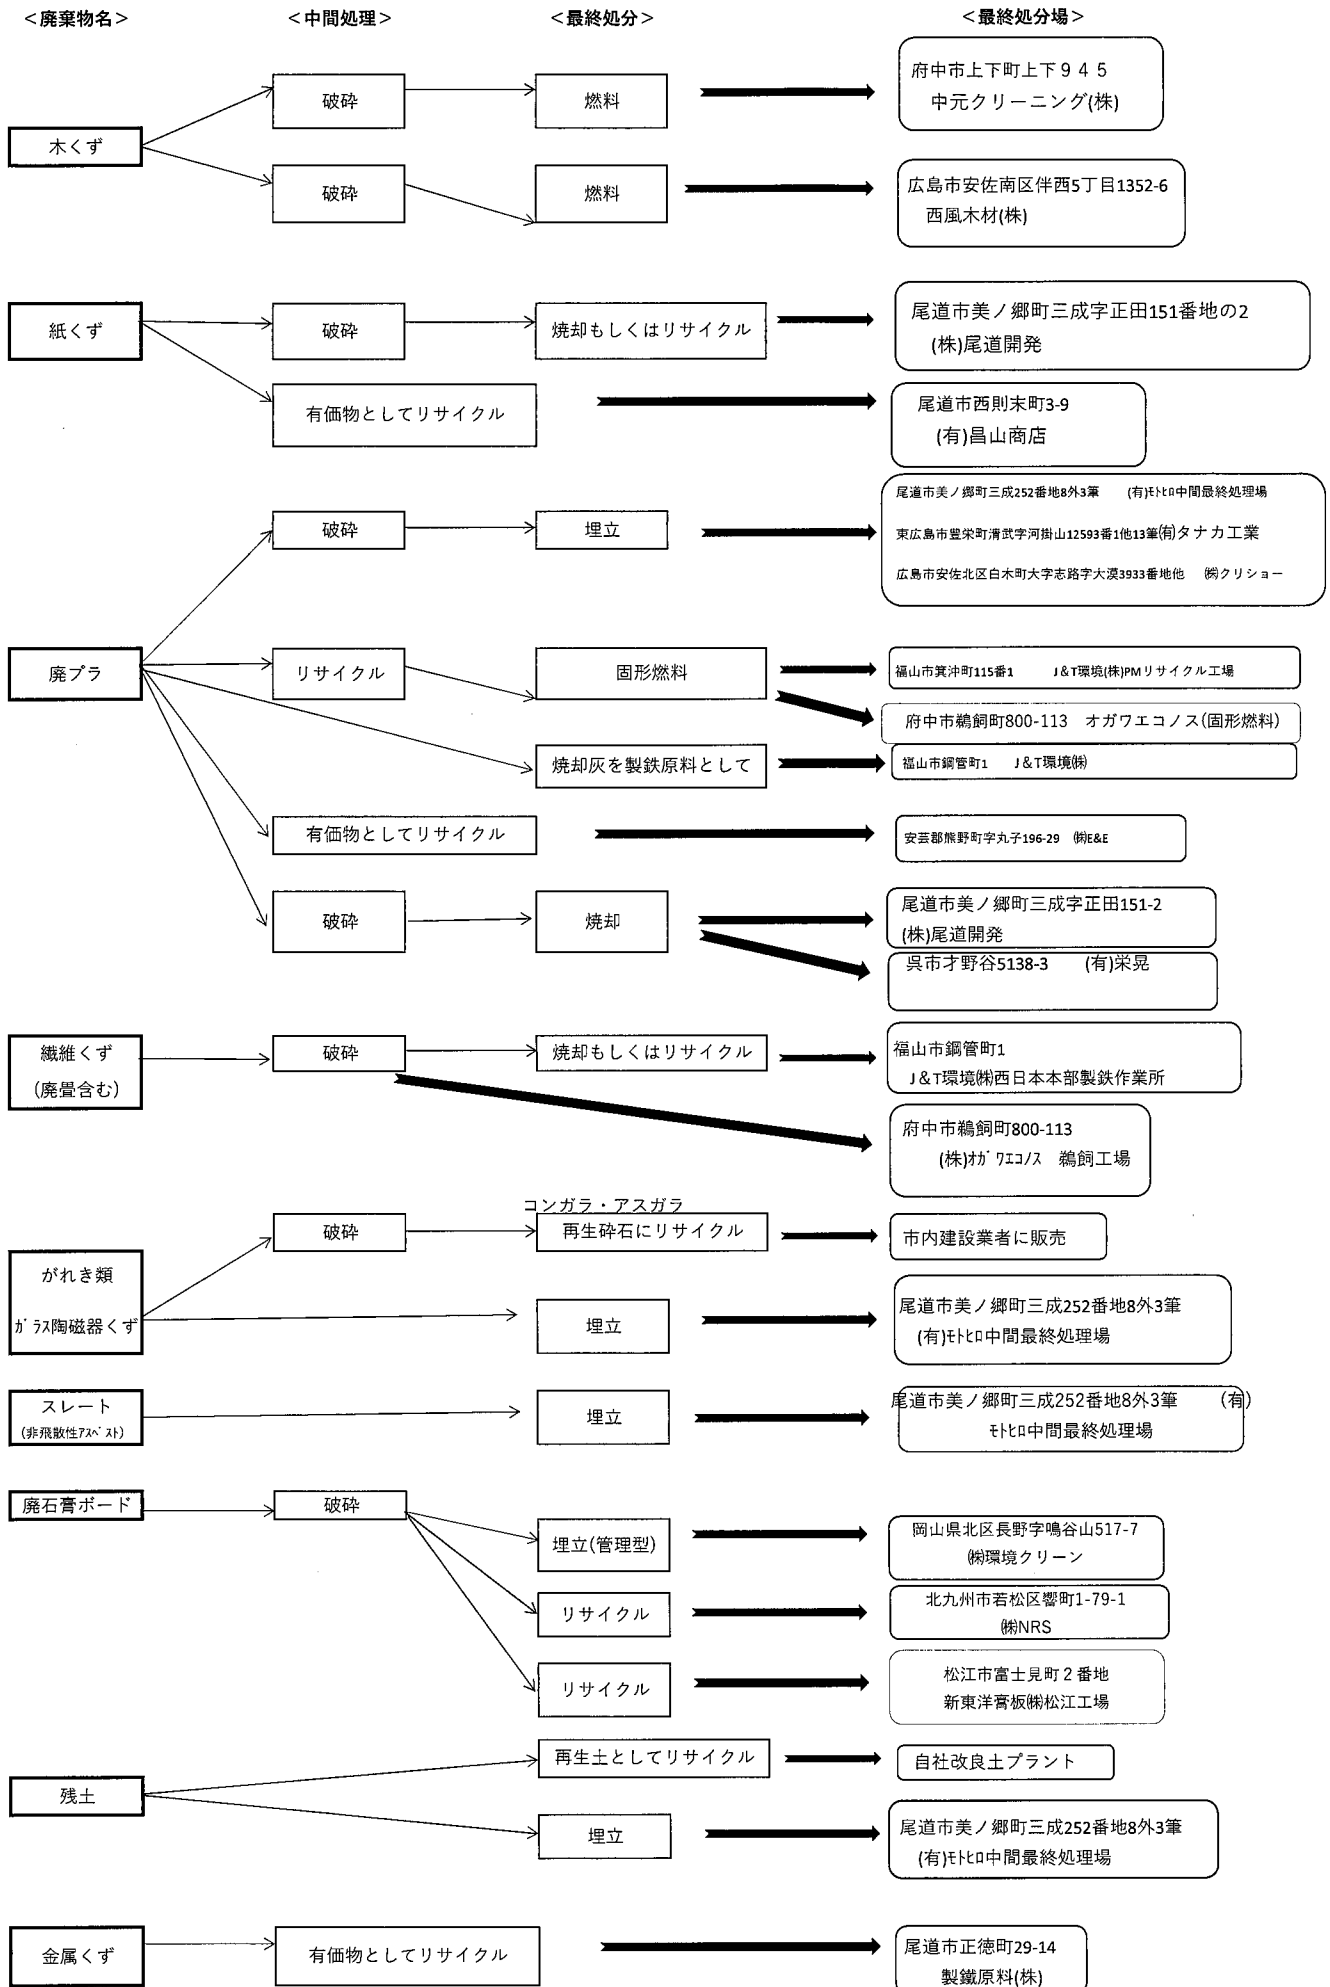 ＜廃棄物名＞　＜中間処理＞　＜最終処分＞　＜最終処分場＞
木くず
破砕
燃料
府中市上下町上下９４５
中元クリーニング(株)
破砕
燃料
広島市安佐南区伴西5丁目1352-6
西風木材(株)
紙くず
破砕
焼却もしくはリサイクル
尾道市美ノ郷町三成字正田151番地の2
(株)尾道開発
有価物としてリサイクル
尾道市西則末町3-9
(有)昌山商店
廃プラ
破砕
埋立
尾道市美ノ郷町三成252番地8外3筆　(有)ﾓﾄﾋﾛ中間最終処理場
東広島市豊栄町清武字河掛山12593番1他13筆㈲タナカ工業
広島市安佐北区白木町大字志路字大漠3933番地他　㈱クリショー
リサイクル
固形燃料
福山市箕沖町115番1　J&T環境(株)PMリサイクル工場
府中市鵜飼町800-113　オガワエコノス(固形燃料)
焼却灰を製鉄原料として
福山市鋼管町1　J&T環境㈱
有価物としてリサイクル
安芸郡熊野町字丸子196-29　㈱E&E
破砕
焼却
尾道市美ノ郷町三成字正田151-2
(株)尾道開発
呉市才野谷5138-3　(有)栄晃
繊維くず
(廃畳含む)
破砕
焼却もしくはリサイクル
福山市鋼管町1
J&T環境㈱西日本本部製鉄作業所
府中市鵜飼町800-113
(株)ｵｶﾞﾜｴｺﾉｽ　鵜飼工場
がれき類
ｶﾞﾗｽ陶磁器くず
破砕
コンガラ・アスガラ
再生砕石にリサイクル
市内建設業者に販売
埋立
尾道市美ノ郷町三成252番地8外3筆
(有)ﾓﾄﾋﾛ中間最終処理場
スレート
(非飛散性ｱｽﾍﾞｽﾄ)
埋立
尾道市美ノ郷町三成252番地8外3筆　(有)
ﾓﾄﾋﾛ中間最終処理場
廃石膏ボード
破砕
埋立(管理型)
岡山県北区長野字鳴谷山517-7
㈱環境クリーン
リサイクル
北九州市若松区響町1-79-1
㈱NRS
リサイクル
松江市富士見町２番地
新東洋膏板㈱松江工場
残土
再生土としてリサイクル
自社改良土プラント
埋立
尾道市美ノ郷町三成252番地8外3筆
(有)ﾓﾄﾋﾛ中間最終処理場
金属くず
有価物としてリサイクル
尾道市正徳町29-14
製鐵原料(株)